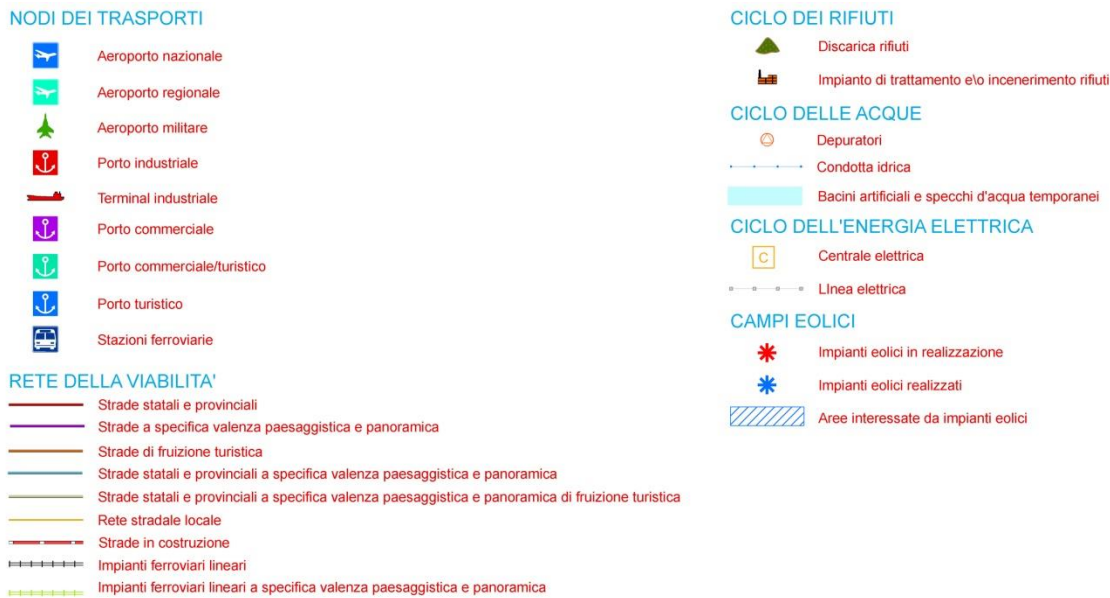 NODI DEI TRASPORTI
Aeroporto nazionale
Aeroporto regionale
Aeroporto militare
Porto industriale
Terminal industriale
Porto commerciale
Porto commerciale/turistico
Porto turistico
Stazioni ferroviarie
RETE DELLA VIABILITA'
Strade statali e provinciali
Strade a specifica valenza paesaggistica e panoramica
Strade di fruizione turistica
Strade statali e provinciali a specifica valenza paesaggistica e panoramica
Strade statali e provinciali a specifica valenza paesaggistica e panoramica di fruizione turistica
Rete stradale locale
Strade in costruzione
Impianti ferroviari lineari
Impianti ferroviari lineari a specifica valenza paesaggistica e panoramica
CICLO DEI RIFIUTI
Discarica rifiuti
Impianto di trattamento e\o incenerimento rifiuti
CICLO DELLE ACQUE
Depuratori
Condotta idrica
Bacini artificiali e specchi d'acqua temporanei
CICLO DELL'ENERGIA ELETTRICA
C Centrale elettrica
LInea elettrica
CAMPI EOLICI
Impianti eolici in realizzazione
Impianti eolici realizzati
Aree interessate da impianti eolici